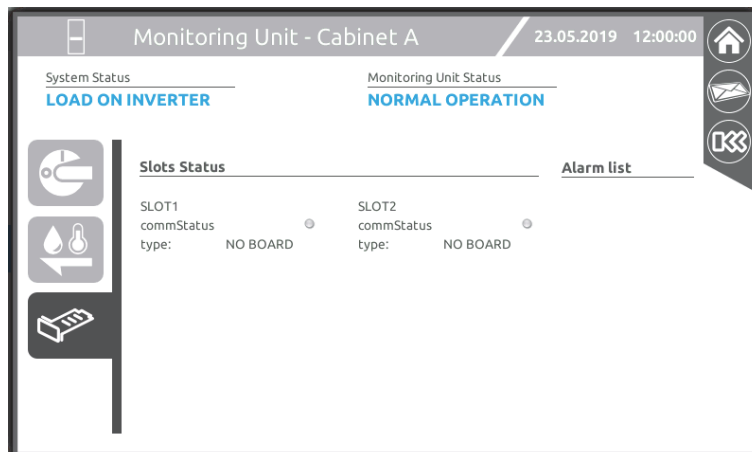 Monitoring Unit - Cabinet A
23.05.2019 12:00:00
System Status
LOAD ON INVERTER
Monitoring Unit Status
NORMAL OPERATION
Slots Status
Alarm list
SLOT1
commStatus
type: NO BOARD
SLOT2
commStatus
type: NO BOARD